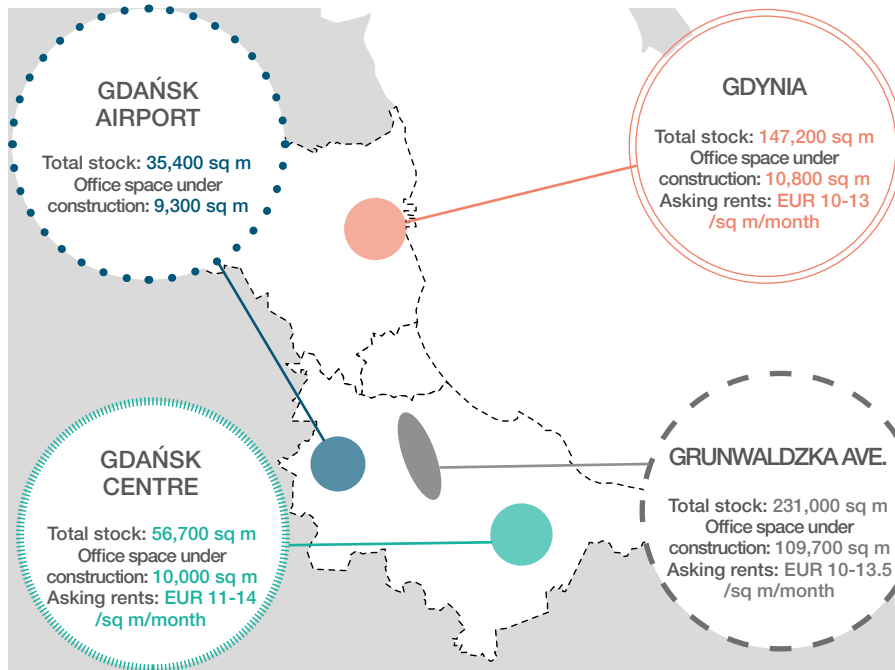 GDAŃSK
AIRPORT
Total stock: 35,400 sq m
Office space under
construction: 9,300 sq m
GDYNIA
Total stock: 147,200 sq m
Office space under
construction: 10,800 sq m
Asking rents: EUR 10-13
/sq m/month
GDAŃSK
CENTRE
Total stock: 56,700 sq m
Office space under
construction: 10,000 sq m
Asking rents: EUR 11-14
/sq m/month
GRUNWALDZKA AVE.
Total stock: 231,000 sq m
Office space under
construction: 109,700 sq m
Asking rents: EUR 10-13.5
/sq m/month